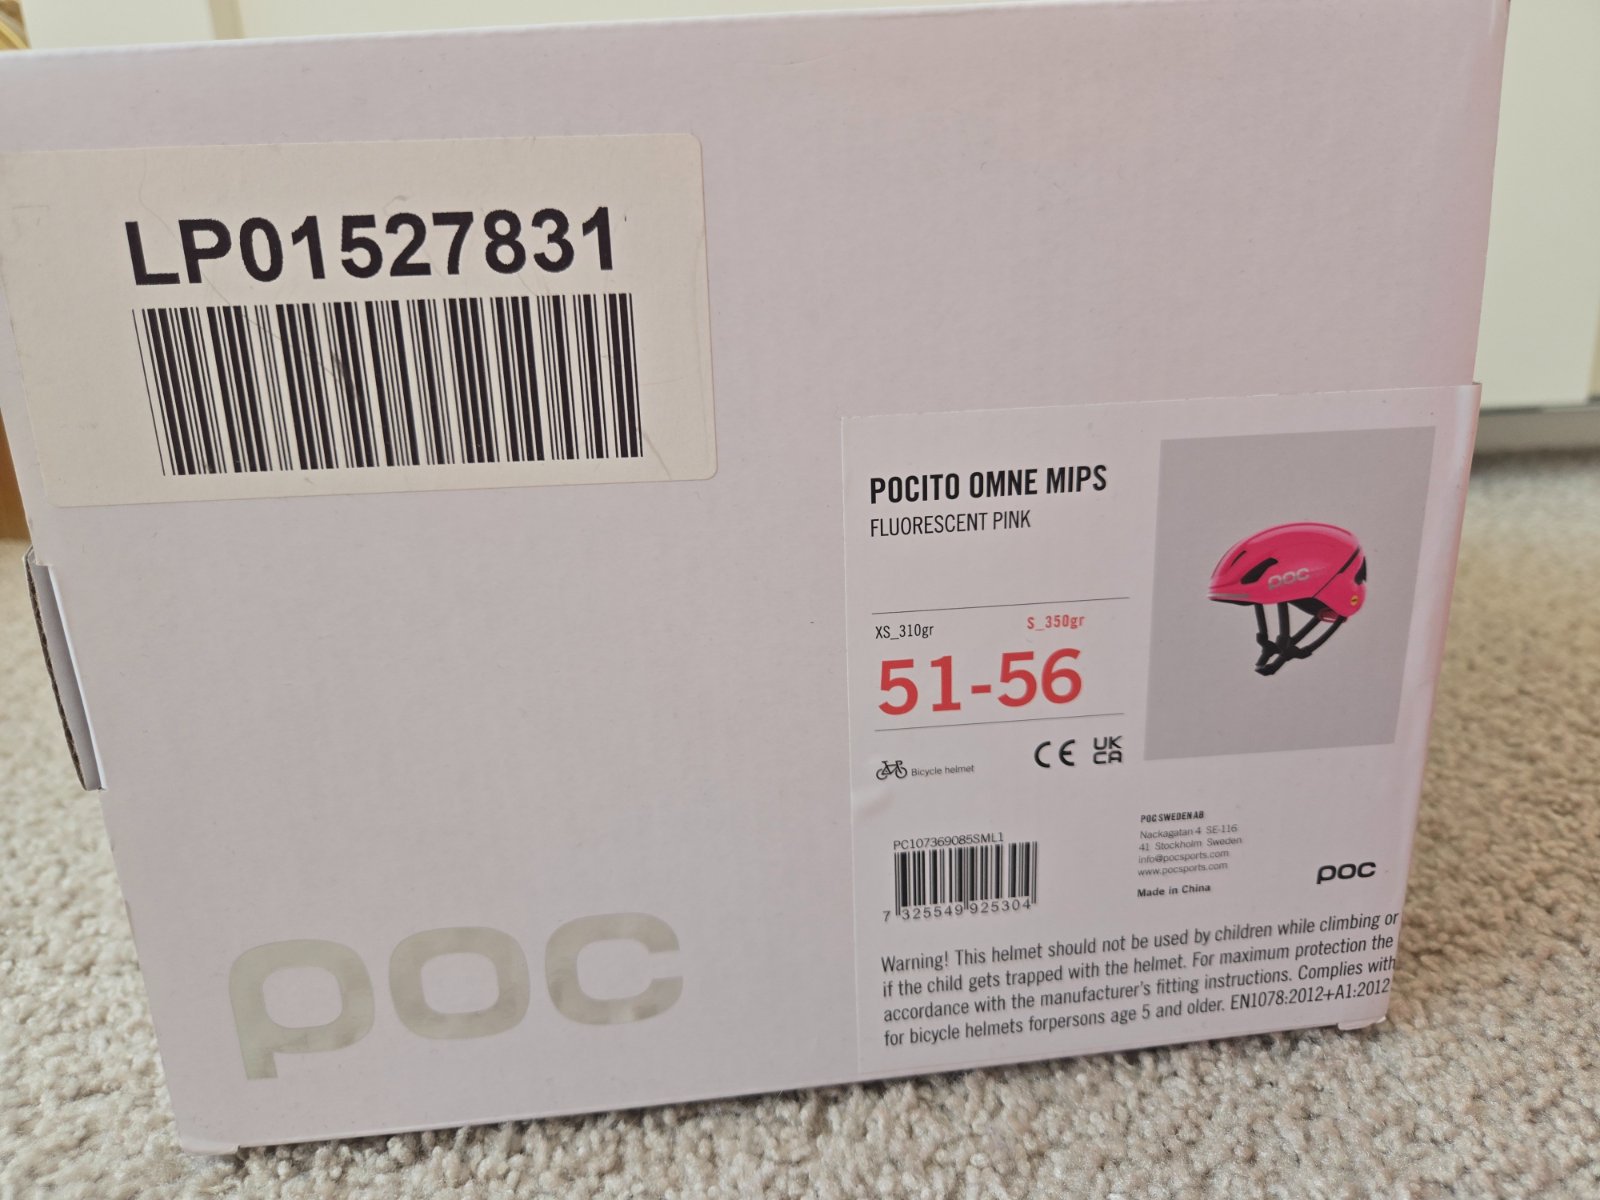 LP01527831
POCITO OMNE MIPS
FLUORESCENT PINK
XS_310gr S_350gr
51-56
Bicycle helmet
CE UK CA
PC107369085SML1
7 325549 925304
POC SWEDEN AB
Nackagatan 4 SE-116
41 Stockholm Sweden
info@pocsports.com
www.pocsports.com
Made in China
poc
Warning! This helmet should not be used by children while climbing or
if the child gets trapped with the helmet. For maximum protection the
accordance with the manufacturer's fitting instructions. Complies with
for bicycle helmets forpersons age 5 and older. EN1078:2012+A1:2012
poc
poc